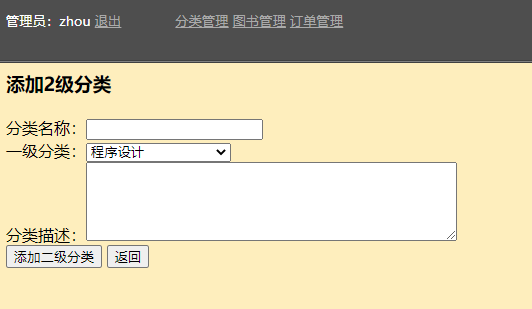 管理员：zhou 退出 分类管理 图书管理 订单管理
添加2级分类
分类名称：
一级分类： 程序设计
分类描述：
添加二级分类 返回